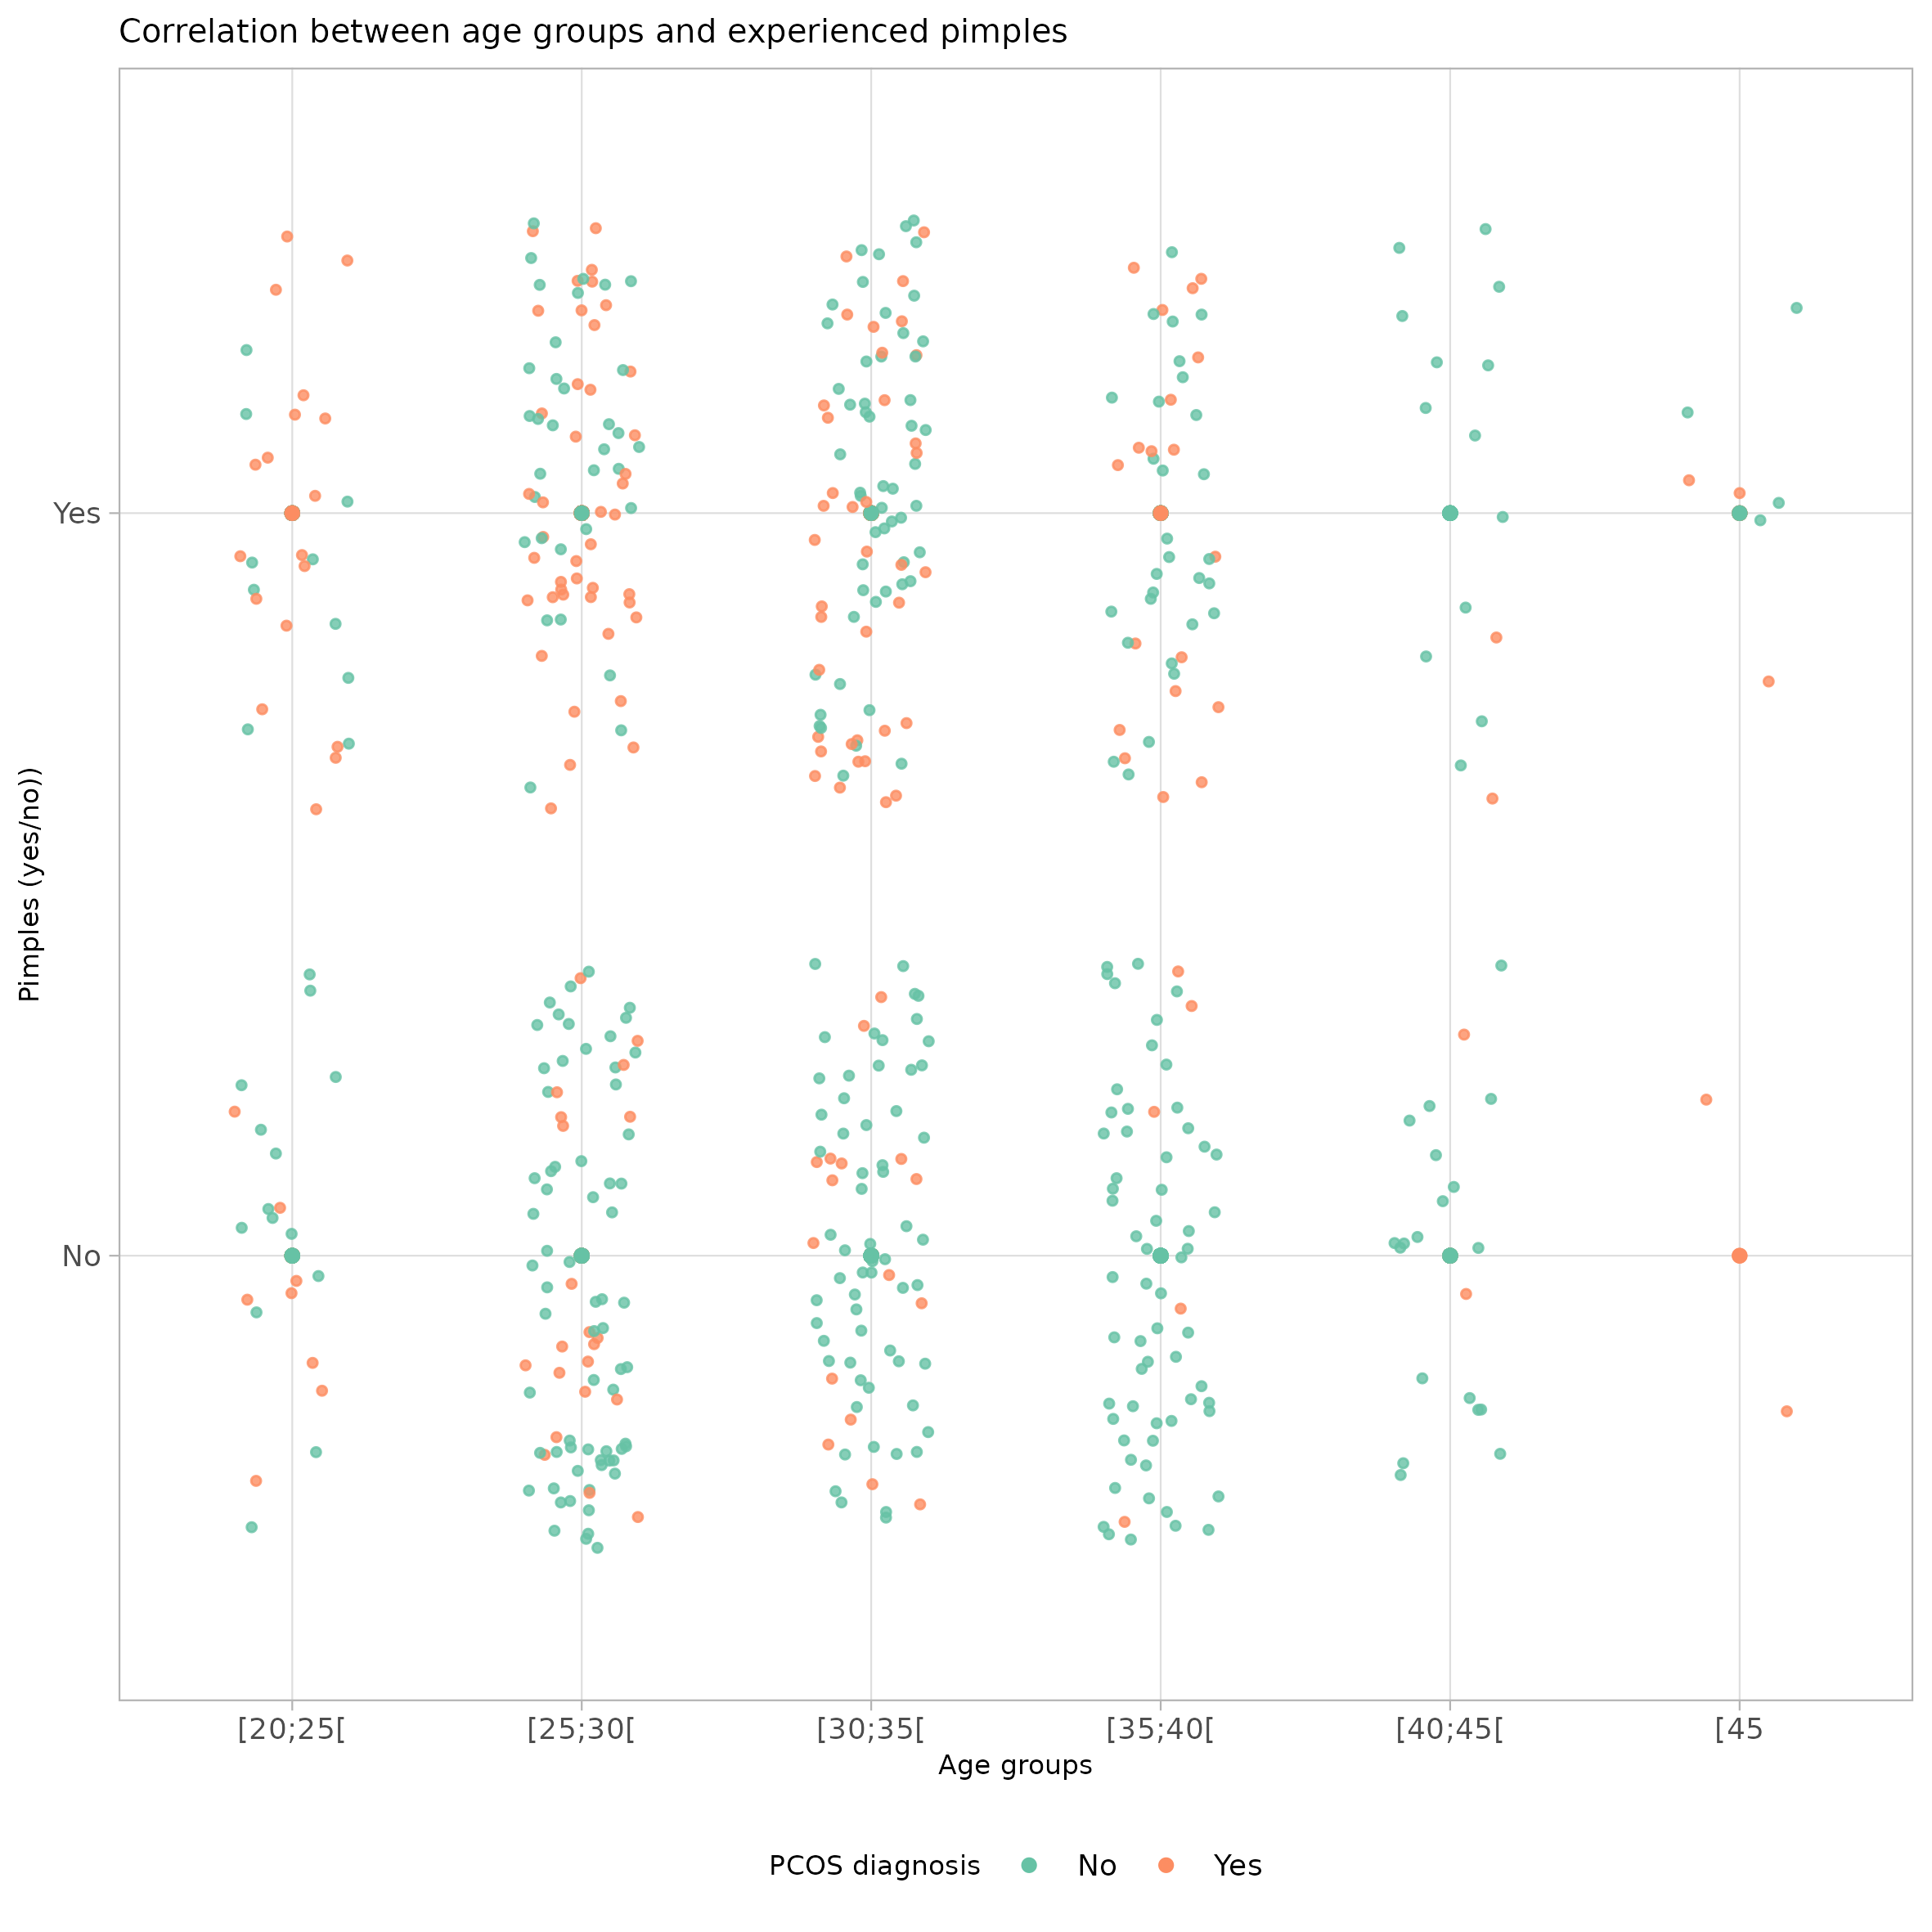 Correlation between age groups and experienced pimples
Pimples (yes/no))
Yes
No
[20;25[ [25;30[ [30;35[ [35;40[ [40;45[ [45
Age groups
PCOS diagnosis No Yes